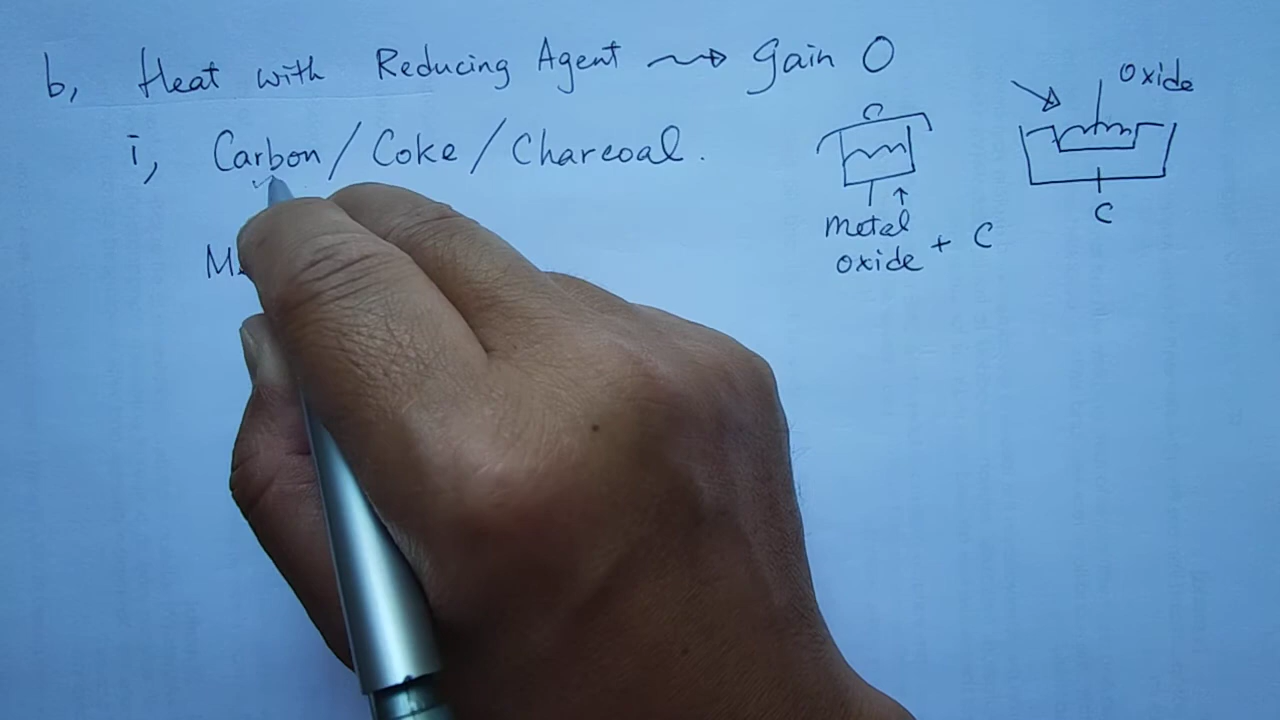 b, Heat with Reducing Agent ⇝ gain O
i, Carbon / Coke / Charcoal.
C
metal
oxide + C
oxide
C